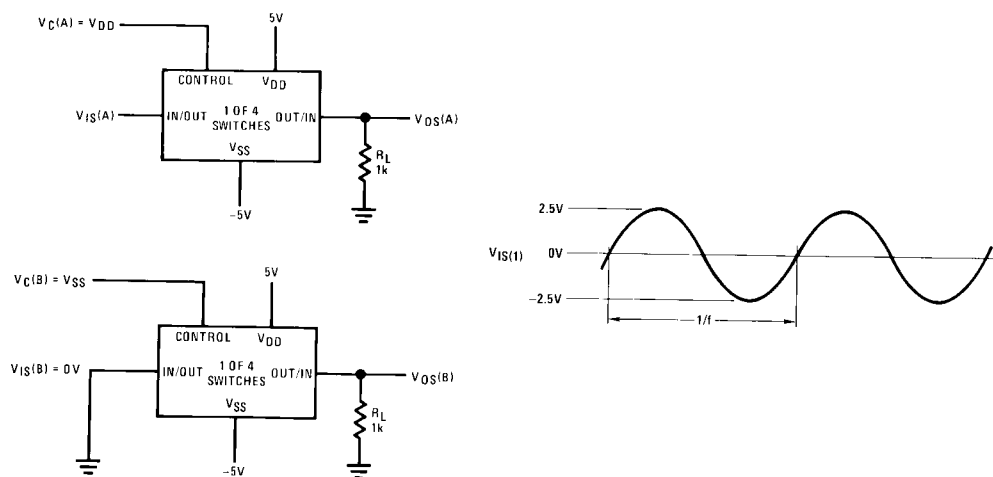 VC(A) = VDD
5V
CONTROL VDD
VIS(A)
IN/OUT 1 OF 4 OUT/IN
SWITCHES
VOS(A)
VSS
RL
1k
-5V
VC(B) = VSS
5V
CONTROL VDD
VIS(B) = 0V
IN/OUT 1 OF 4 OUT/IN
SWITCHES
VOS(B)
VSS
RL
1k
-5V
2.5V
VIS(1) 0V
-2.5V
1/f